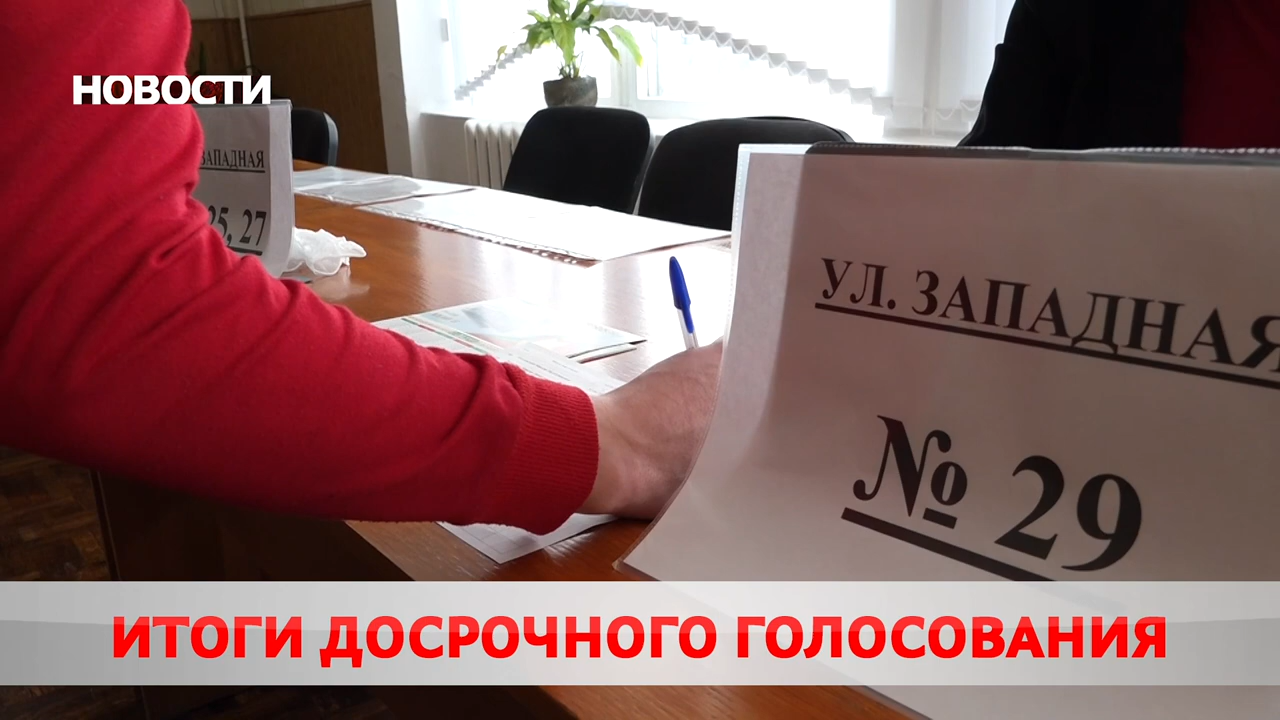 НОВОСТИ
ЗАПАДНАЯ
25, 27
УЛ. ЗАПАДНАЯ
№ 29
ИТОГИ ДОСРОЧНОГО ГОЛОСОВАНИЯ